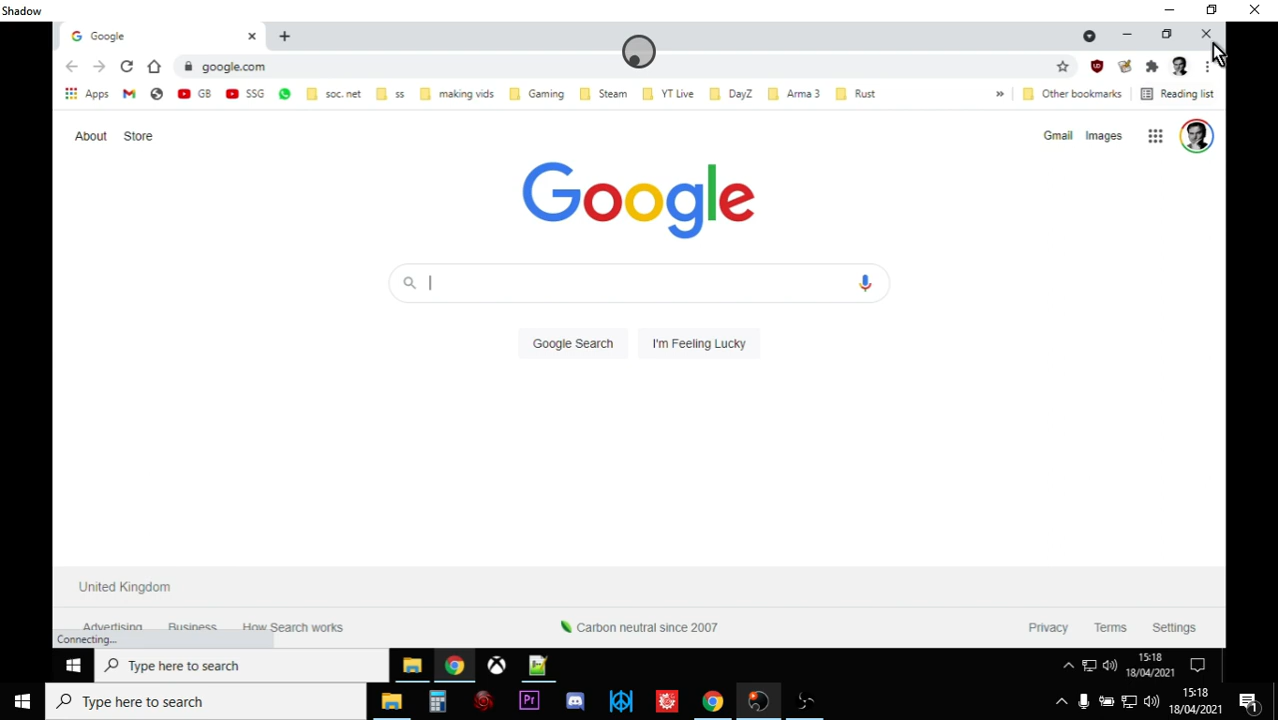 Shadow
Google
google.com
Apps GB SSG soc. net ss making vids Gaming Steam YT Live DayZ Arma 3 Rust » Other bookmarks Reading list
About Store Gmail Images
Google
Google Search I'm Feeling Lucky
United Kingdom
Advertising Business How Search works Carbon neutral since 2007 Privacy Terms Settings
Connecting...
Type here to search 15:18
18/04/2021
Type here to search Pr 15:18
18/04/2021 1